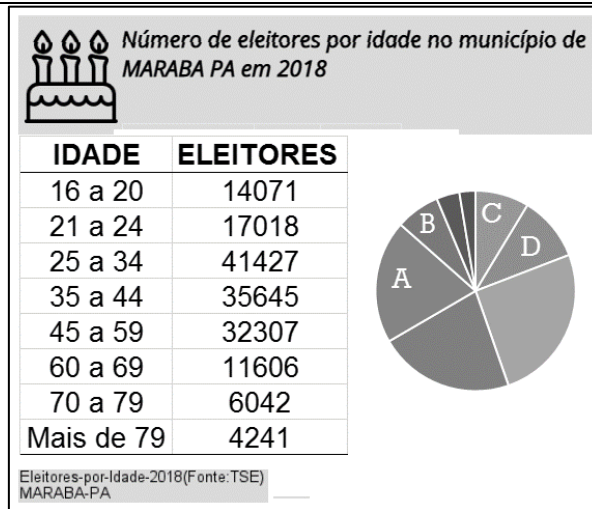 Número de eleitores por idade no município de
MARABA PA em 2018
IDADE ELEITORES
16 a 20 14071
21 a 24 17018
25 a 34 41427
35 a 44 35645
45 a 59 32307
60 a 69 11606
70 a 79 6042
Mais de 79 4241
B C
D
A
Eleitores-por-Idade-2018(Fonte:TSE)
MARABA-PA